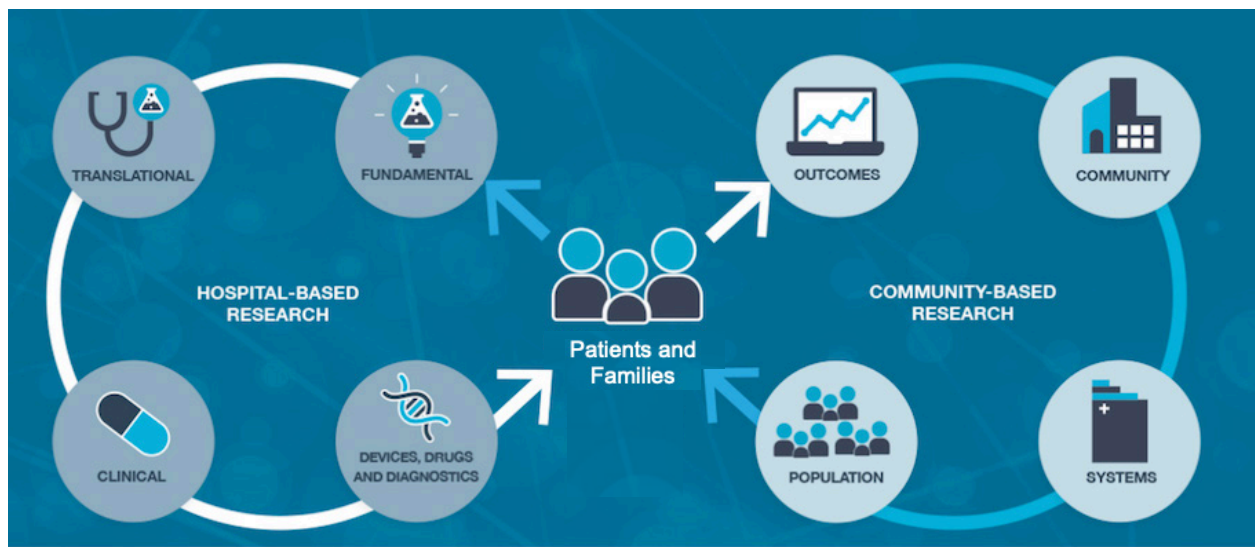 TRANSLATIONAL
FUNDAMENTAL
OUTCOMES
COMMUNITY
HOSPITAL-BASED
RESEARCH
COMMUNITY-BASED
RESEARCH
Patients and
Families
CLINICAL
DEVICES, DRUGS
AND DIAGNOSTICS
POPULATION
SYSTEMS